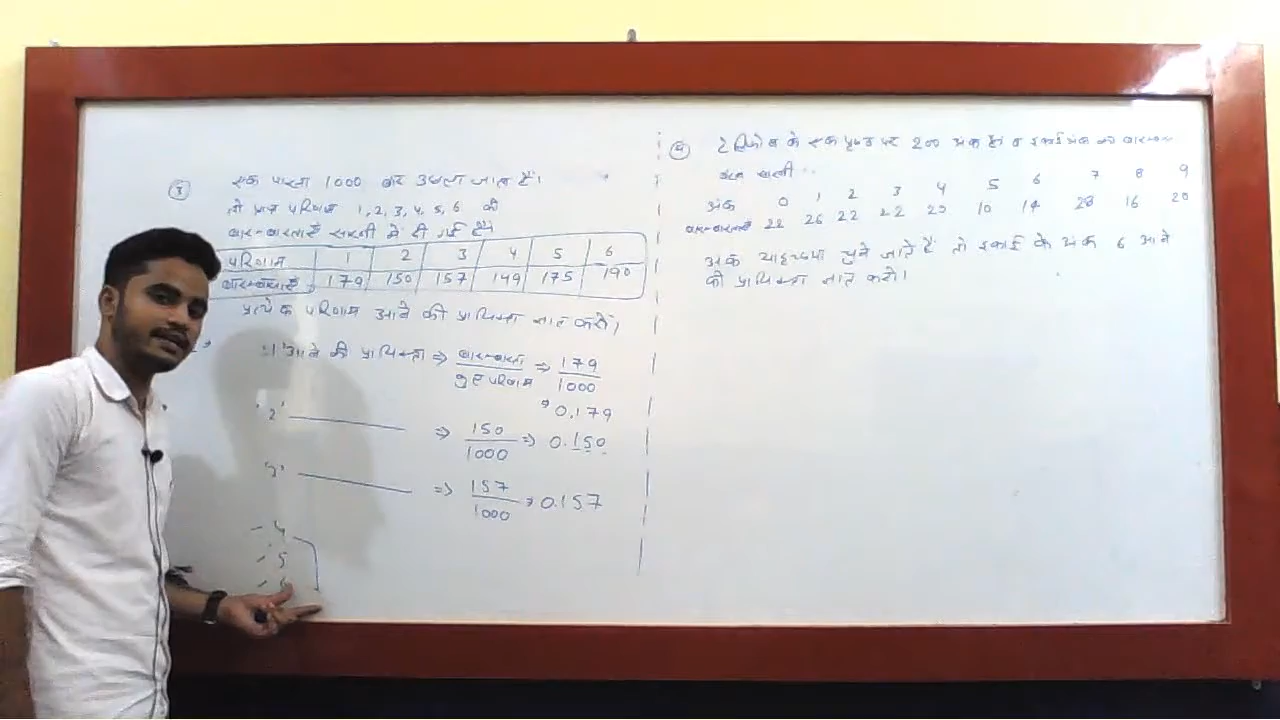 ③ एक पासा 1000 बार उछाला जाता है।
तो प्राप्त परिणाम 1, 2, 3, 4, 5, 6 की
बारम्बारताएँ सारणी में दी गई हैं।
परिणाम 1 2 3 4 5 6
बारम्बारताएँ 179 150 157 149 175 190
प्रत्येक परिणाम आने की प्रायिकता ज्ञात करो।
'1' आने की प्रायिकता ⇒ बारम्बारता / कुल परिणाम ⇒ 179/1000
⇒ 0.179
'2' ⇒ 150/1000 ⇒ 0.150
'3' ⇒ 157/1000 ⇒ 0.157
- 4
- 5
- 6
④ टेलिफोन के एक पृष्ठ पर 200 अंक हैं व इकाई अंक की
बंटन सारणी
अंक 0 1 2 3 4 5 6 7 8 9
बारम्बारताएँ 22 26 22 22 20 10 14 28 16 20
अंक यादृच्छया चुने जाते हैं तो इकाई के अंक 6 आने
की प्रायिकता ज्ञात करो।